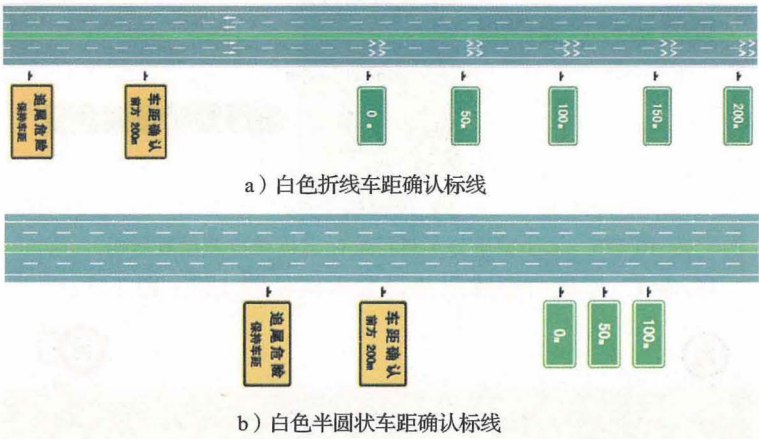 追尾危险
保持车距
车距确认
前方 200m
0m
50m
100m
150m
200m
a）白色折线车距确认标线
追尾危险
保持车距
车距确认
前方 200m
0m
50m
100m
b）白色半圆状车距确认标线